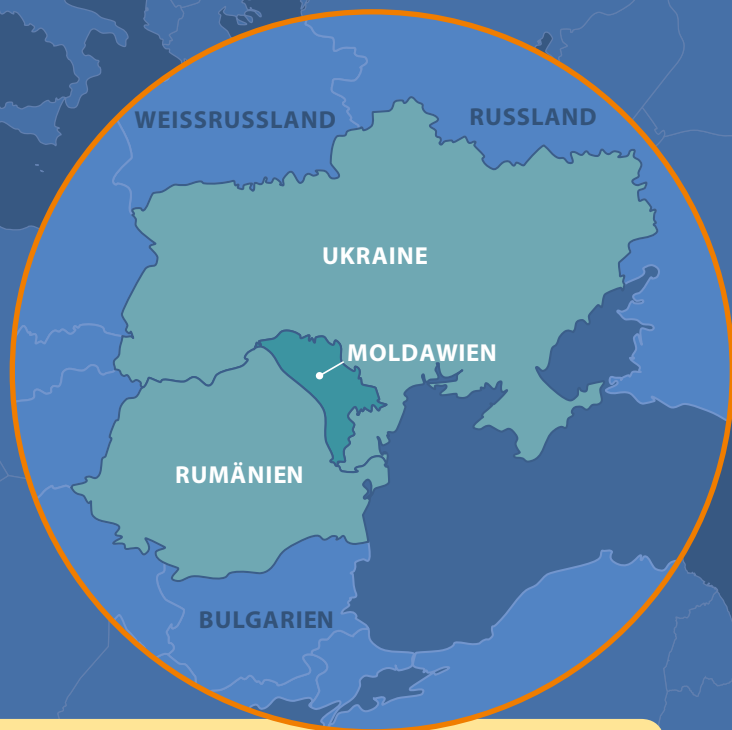 WEISSRUSSLAND
RUSSLAND
UKRAINE
MOLDAWIEN
RUMÄNIEN
BULGARIEN